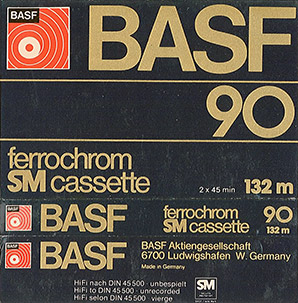 BASF
BASF
90
ferrochrom
SM cassette
2 x 45 min 132 m
BASF
BASF
ferrochrom
SM cassette
90
132 m
BASF
BASF
BASF Aktiengesellschaft
6700 Ludwigshafen W. Germany
Made in Germany
HiFi nach DIN 45 500 · unbespielt
HiFi to DIN 45 500 · unrecorded
HiFi selon DIN 45 500 · vierge
SM